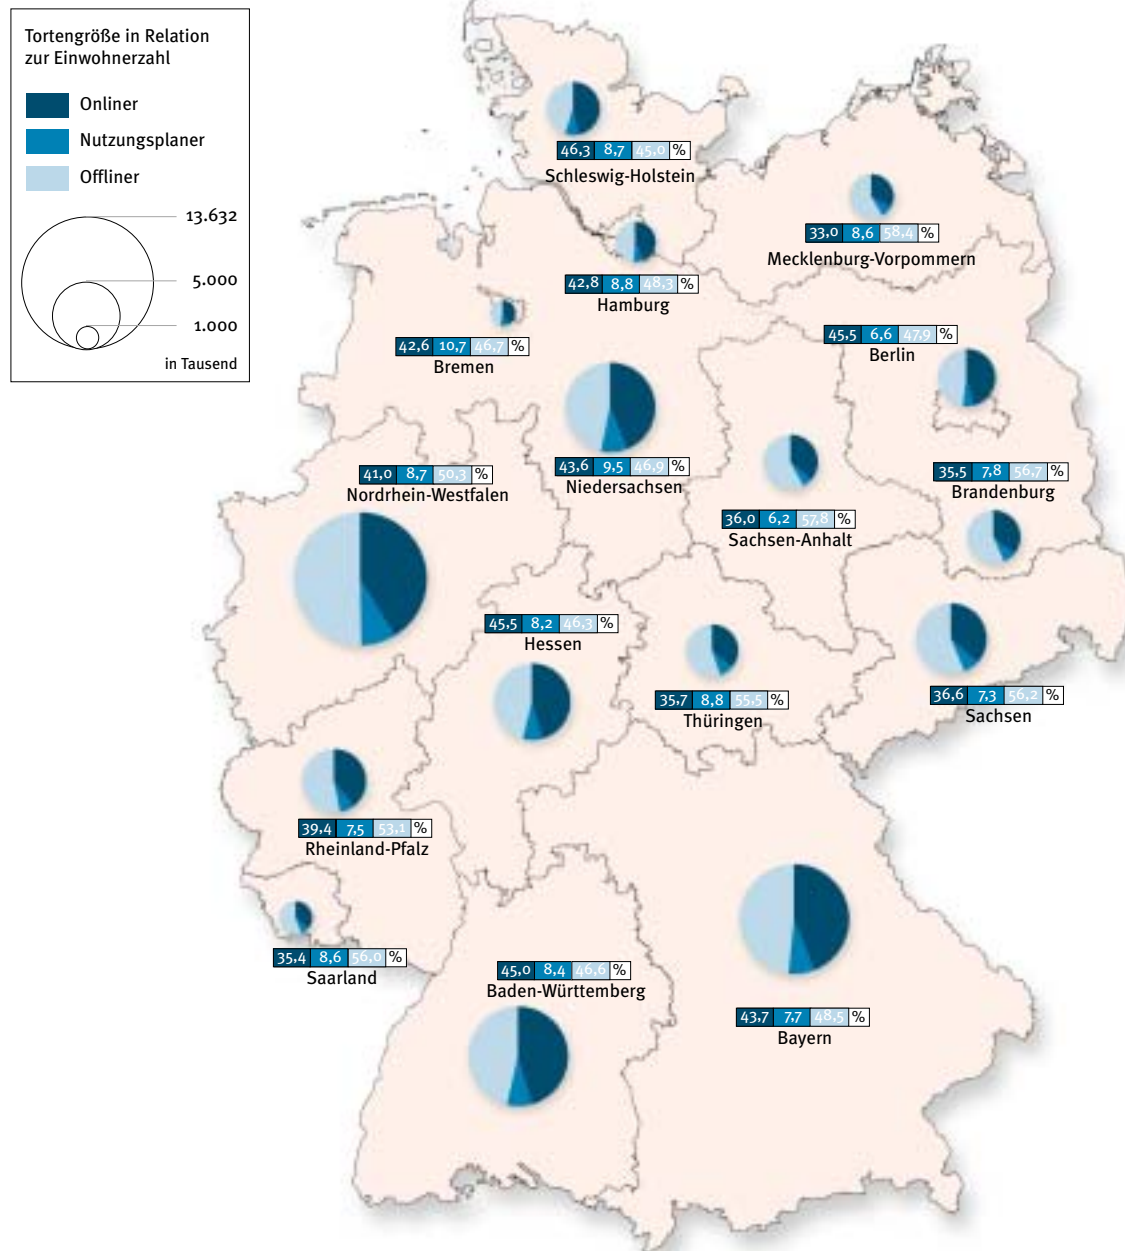 Tortengröße in Relation
zur Einwohnerzahl
Onliner
Nutzungsplaner
Offliner
13.632
5.000
1.000
in Tausend
46,3 8,7 45,0 %
Schleswig-Holstein
33,0 8,6 58,4 %
Mecklenburg-Vorpommern
42,8 8,8 48,3 %
Hamburg
42,6 10,7 46,7 %
Bremen
45,5 6,6 47,9 %
Berlin
43,6 9,5 46,9 %
Niedersachsen
41,0 8,7 50,3 %
Nordrhein-Westfalen
35,5 7,8 56,7 %
Brandenburg
36,0 6,2 57,8 %
Sachsen-Anhalt
45,5 8,2 46,3 %
Hessen
35,7 8,8 55,5 %
Thüringen
36,6 7,3 56,2 %
Sachsen
39,4 7,5 53,1 %
Rheinland-Pfalz
35,4 8,6 56,0 %
Saarland
45,0 8,4 46,6 %
Baden-Württemberg
43,7 7,7 48,5 %
Bayern